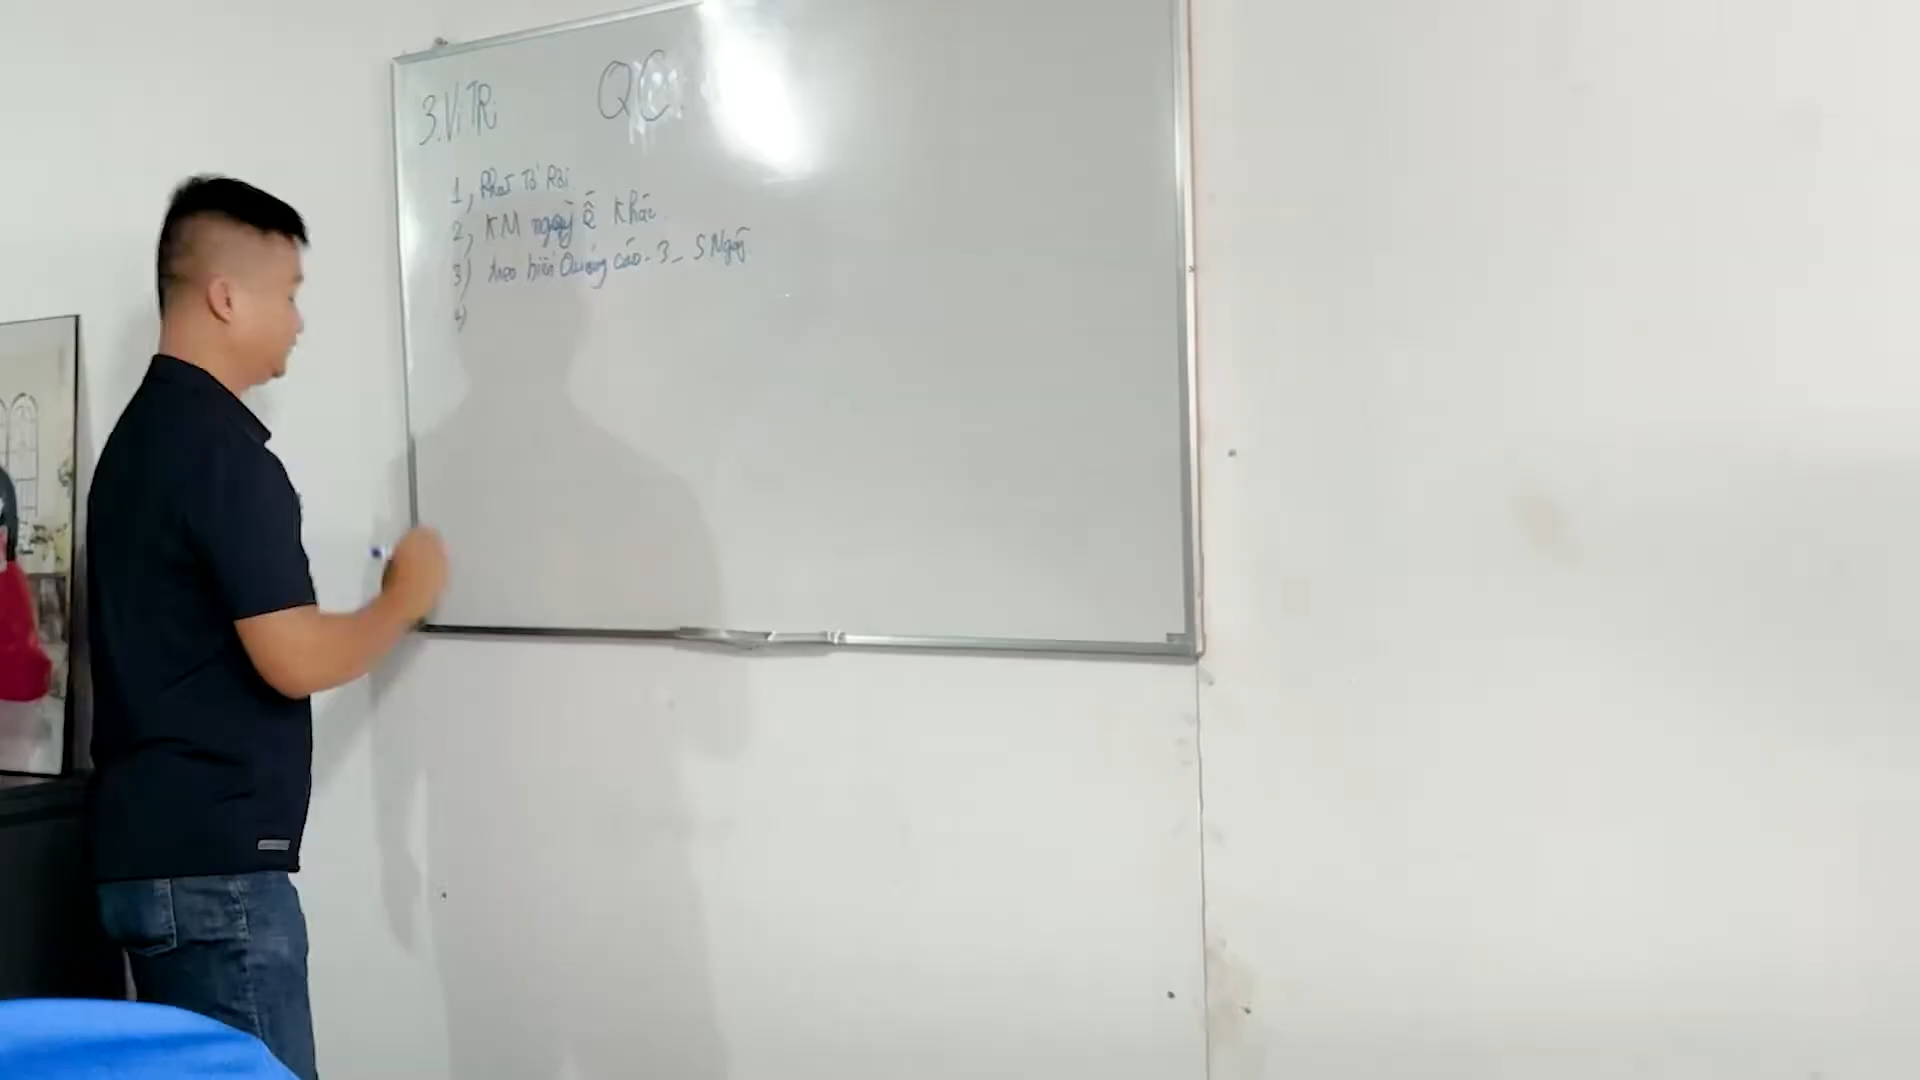 3. Vị TRí QC.
1, Phát Tờ Rơi
2, KM ngày ế khác
3) treo biển Quảng cáo - 3 - 5 Ngày
4)